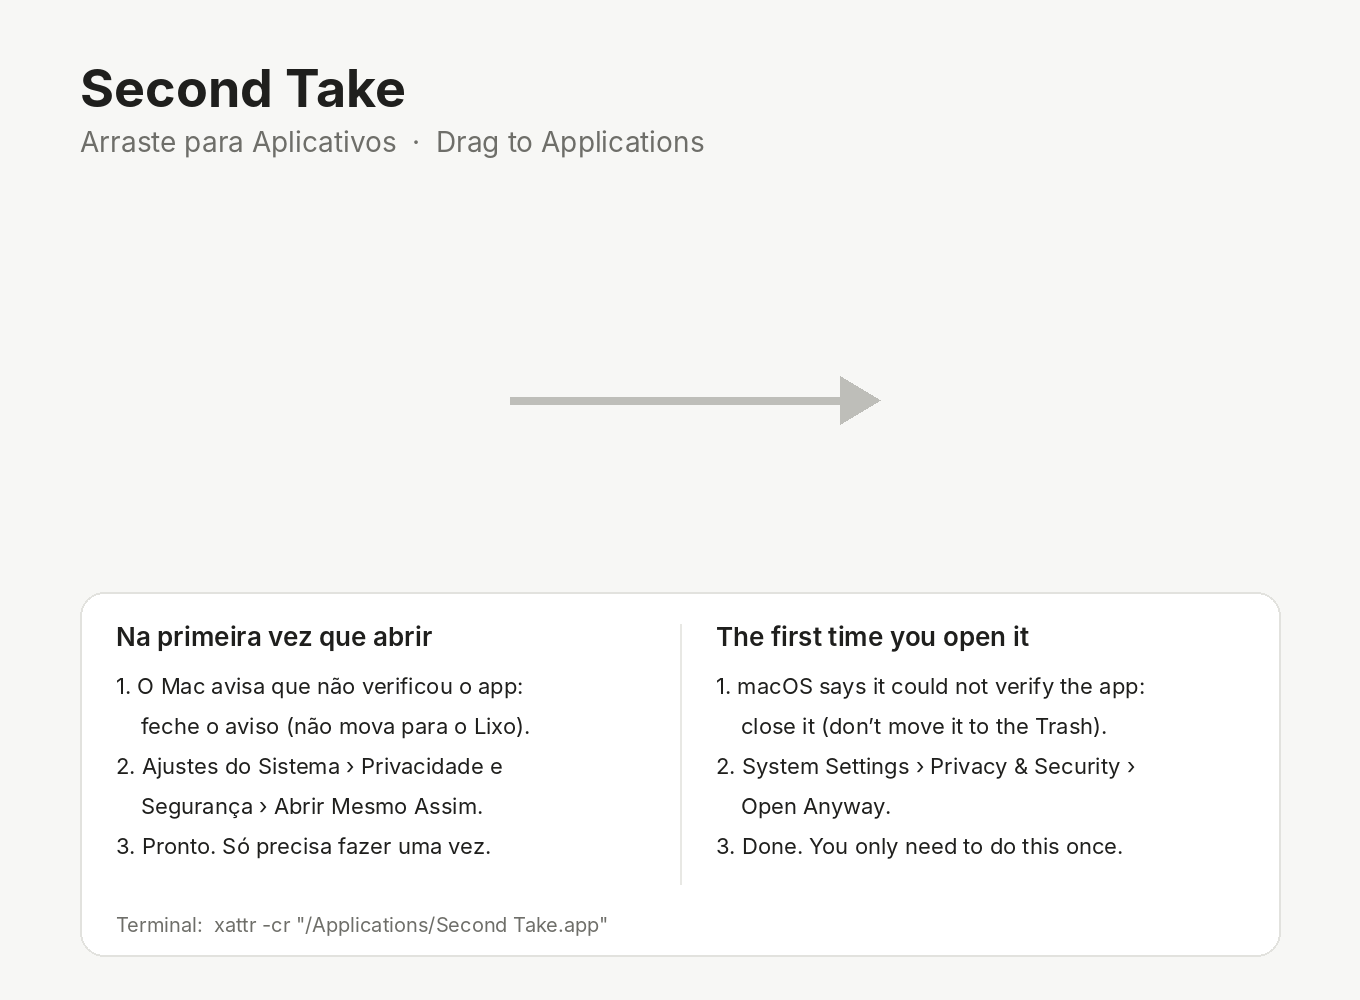 Second Take
Arraste para Aplicativos · Drag to Applications
Na primeira vez que abrir
1. O Mac avisa que não verificou o app:
feche o aviso (não mova para o Lixo).
2. Ajustes do Sistema › Privacidade e
Segurança › Abrir Mesmo Assim.
3. Pronto. Só precisa fazer uma vez.
The first time you open it
1. macOS says it could not verify the app:
close it (don’t move it to the Trash).
2. System Settings › Privacy & Security ›
Open Anyway.
3. Done. You only need to do this once.
Terminal: xattr -cr "/Applications/Second Take.app"